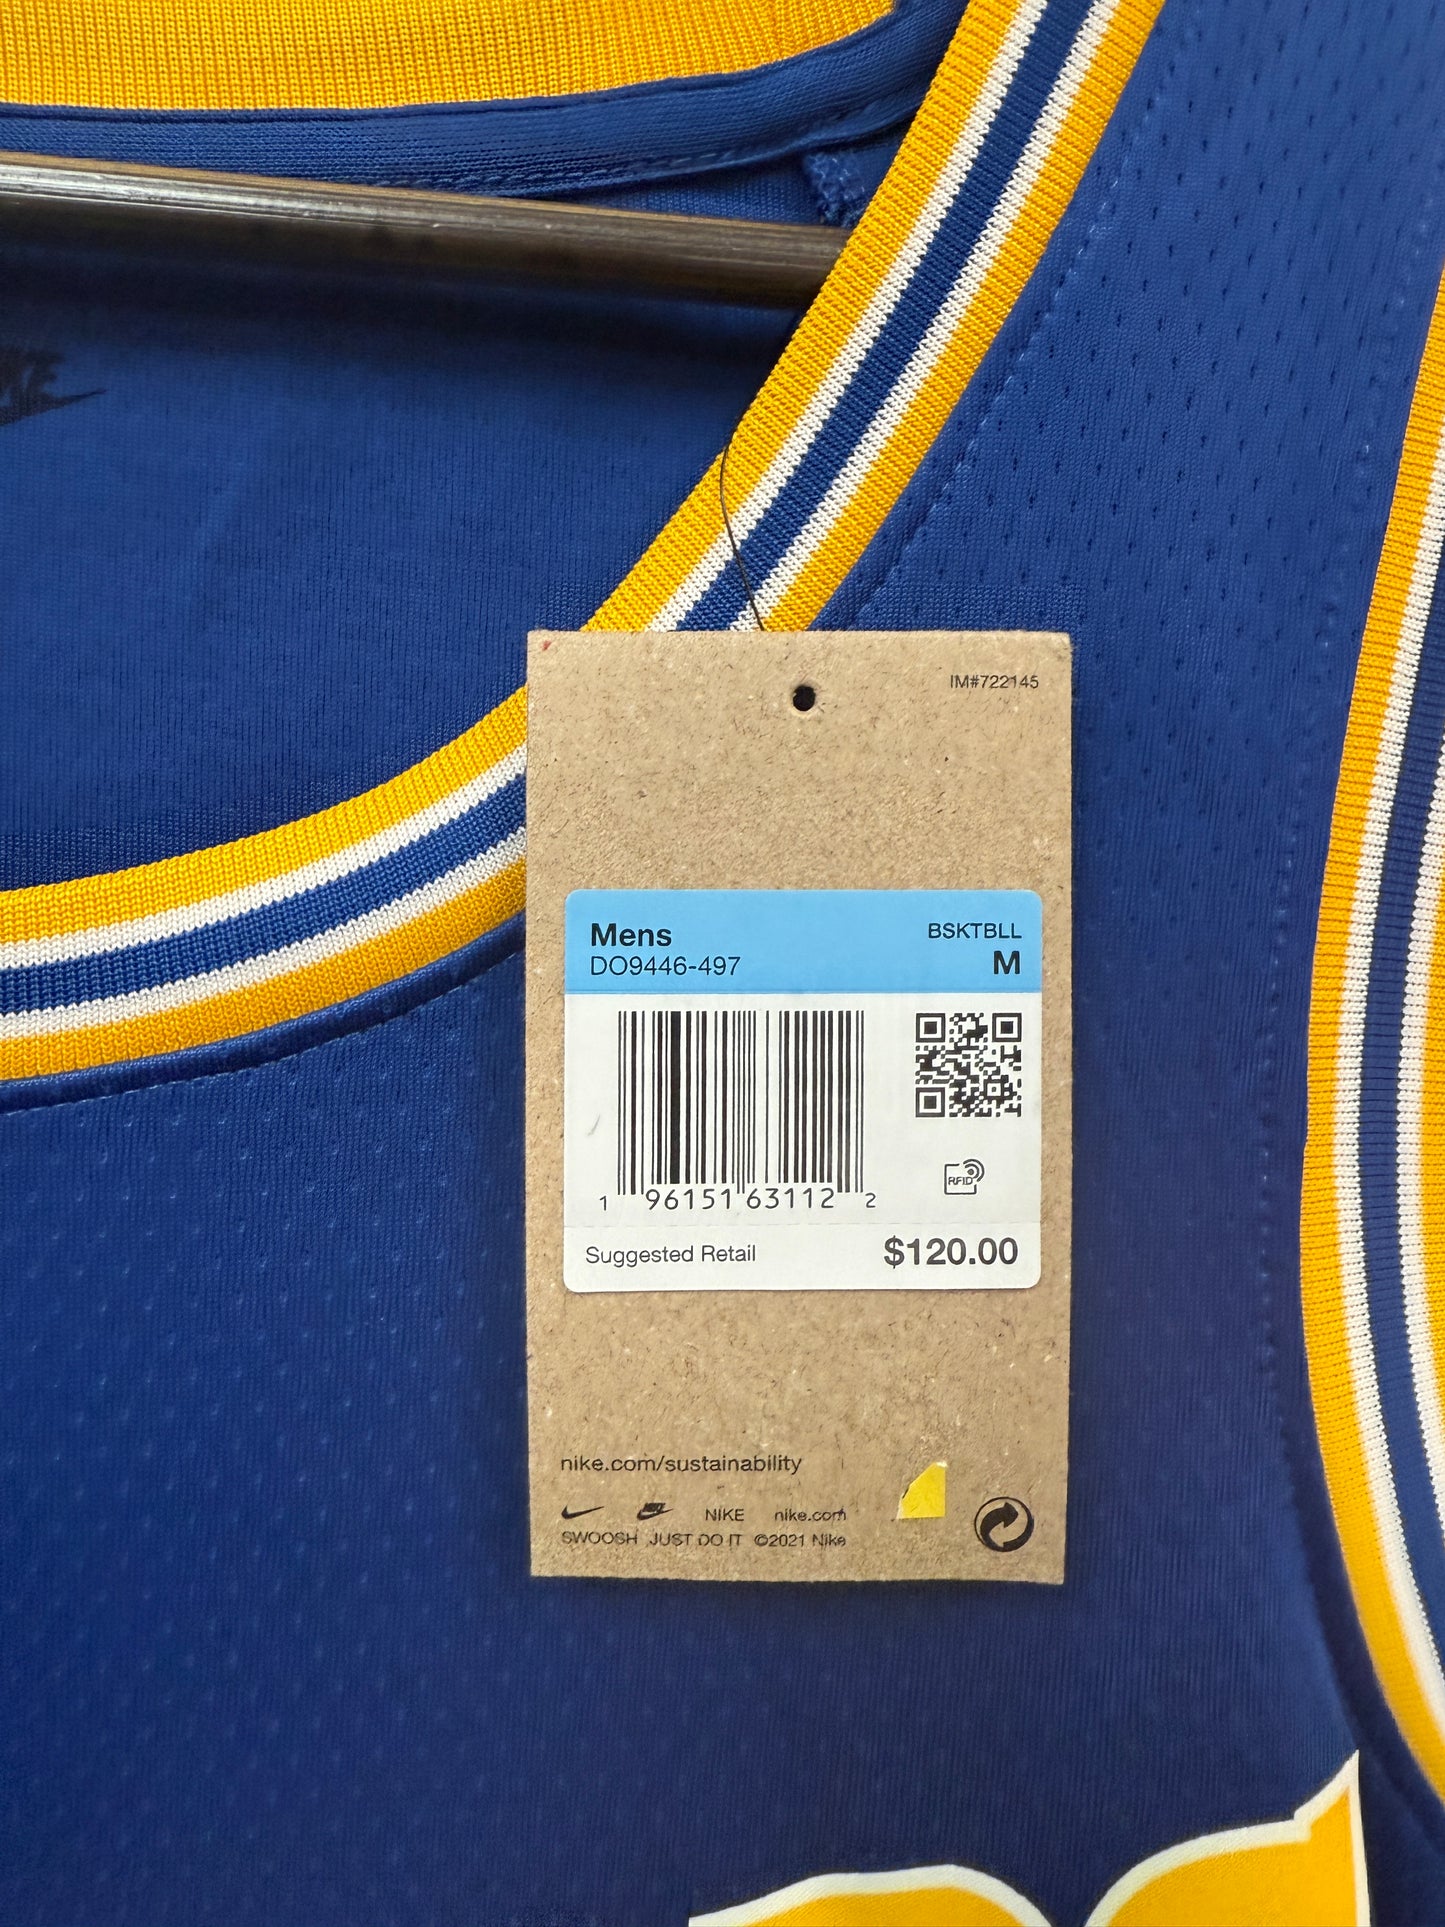 IM#722145
Mens BSKTBLL
DO9446-497 M
1 96151 63112 2
RFID
Suggested Retail $120.00
nike.com/sustainability
NIKE nike.com
SWOOSH JUST DO IT ©2021 Nike